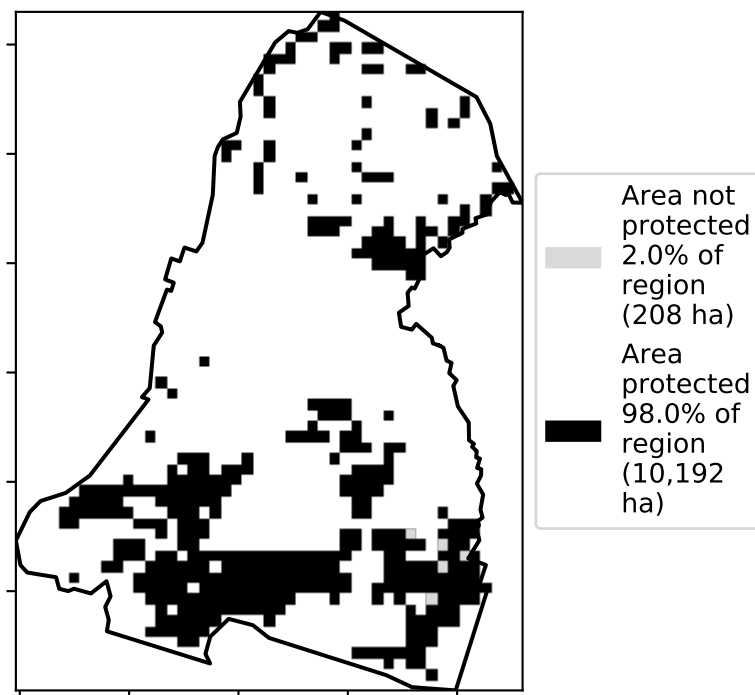 Area not
protected
2.0% of
region
(208 ha)
Area
protected
98.0% of
region
(10,192
ha)